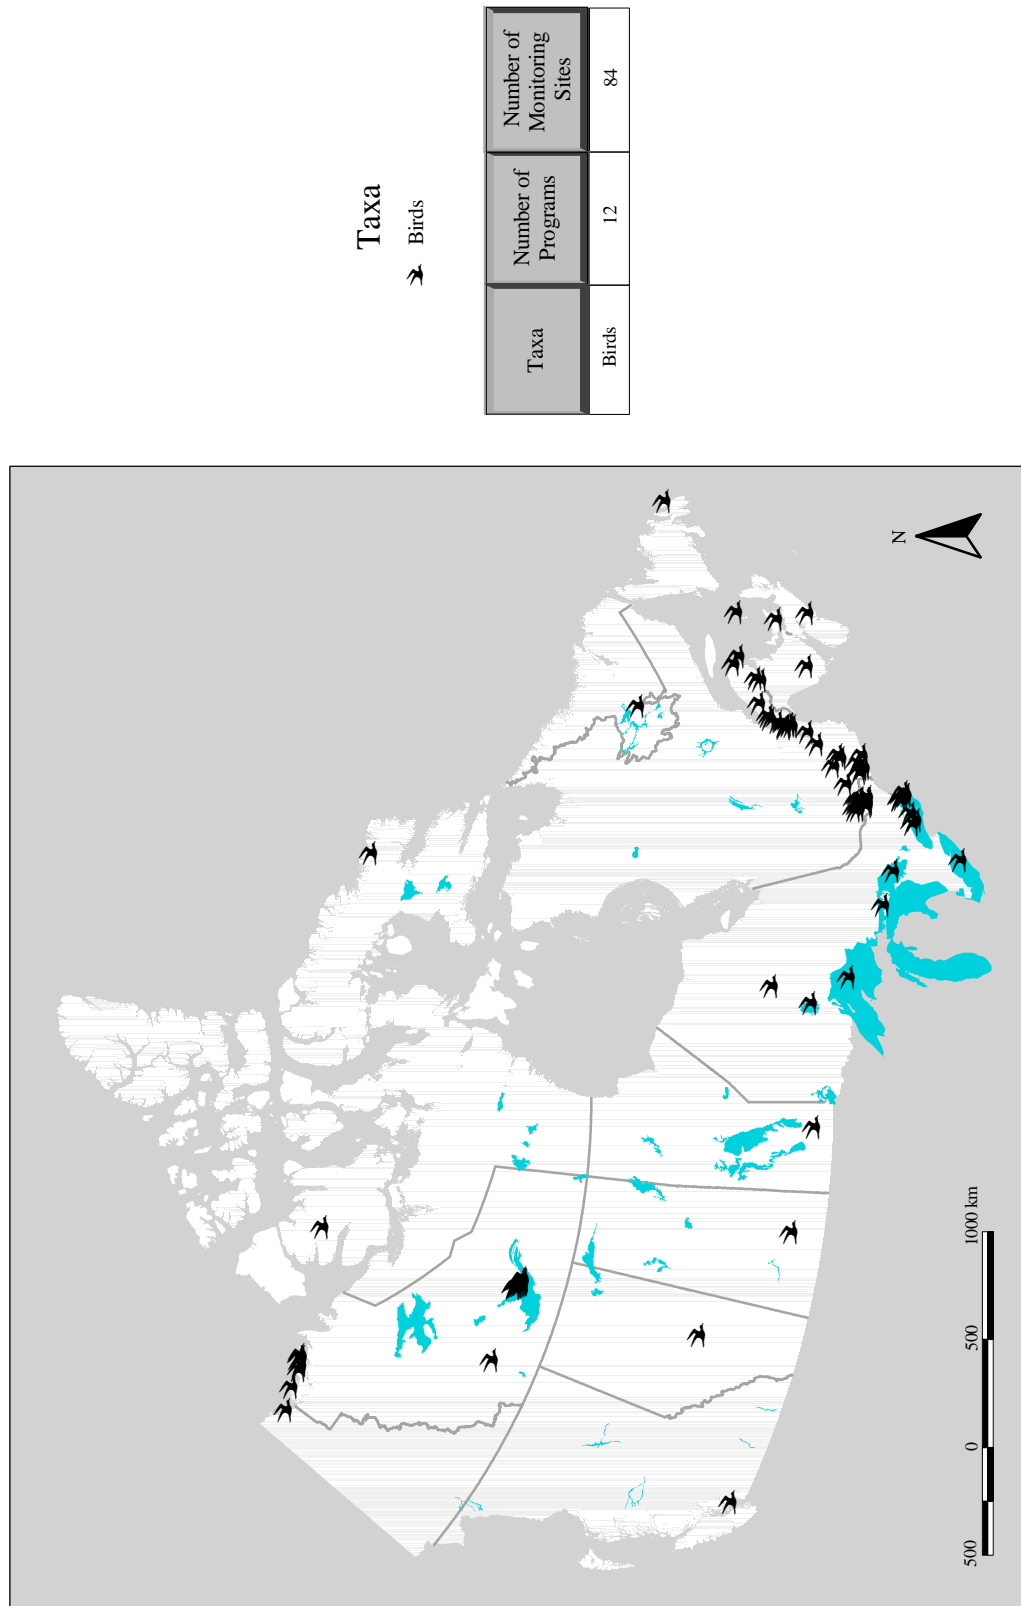 Taxa
Birds
Taxa
Number of
Programs
Number of
Monitoring
Sites
Birds
12
84
N
500
0
500
1000 km